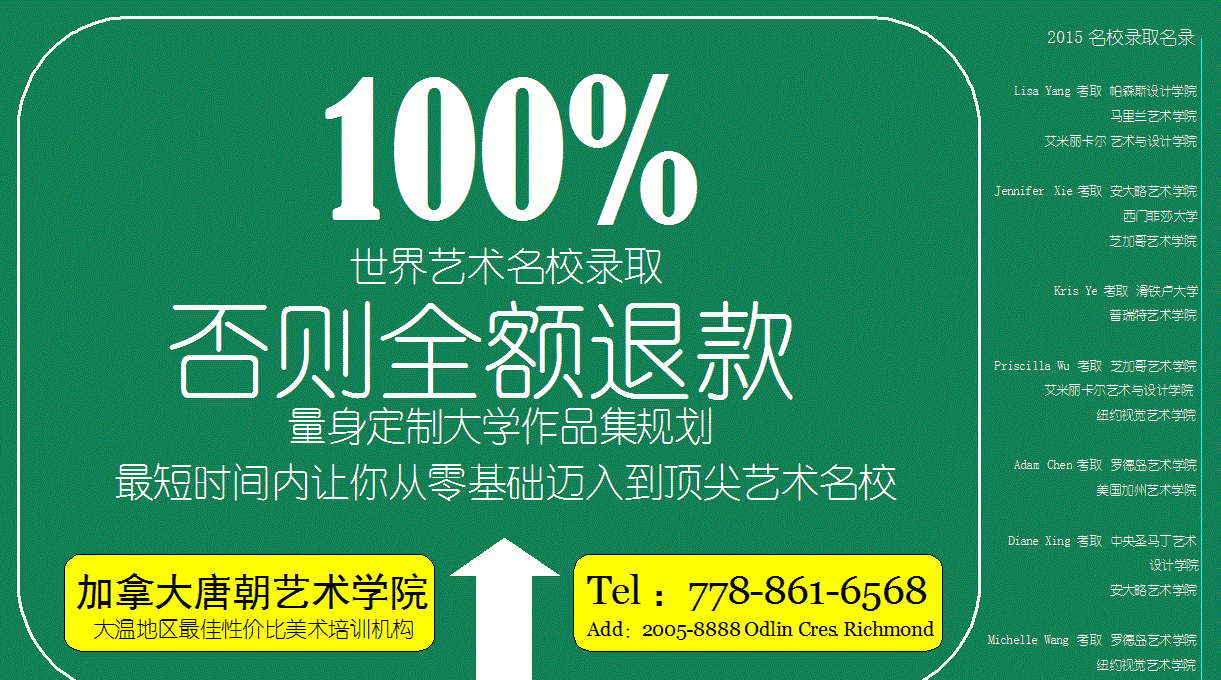 100%
世界艺术名校录取
否则全额退款
量身定制大学作品集规划
最短时间内让你从零基础迈入到顶尖艺术名校
加拿大唐朝艺术学院
大温地区最佳性价比美术培训机构
Tel：778-861-6568
Add：2005-8888 Odlin Cres. Richmond
2015 名校录取名录
Lisa Yang 考取 帕森斯设计学院
马里兰艺术学院
艾米丽卡尔 艺术与设计学院
Jennifer Xie 考取 安大略艺术学院
西门菲莎大学
芝加哥艺术学院
Kris Ye 考取 滑铁卢大学
普瑞特艺术学院
Priscilla Wu 考取 芝加哥艺术学院
艾米丽卡尔艺术与设计学院
纽约视觉艺术学院
Adam Chen 考取 罗德岛艺术学院
美国加州艺术学院
Diane Xing 考取 中央圣马丁艺术
设计学院
安大略艺术学院
Michelle Wang 考取 罗德岛艺术学院
纽约视觉艺术学院